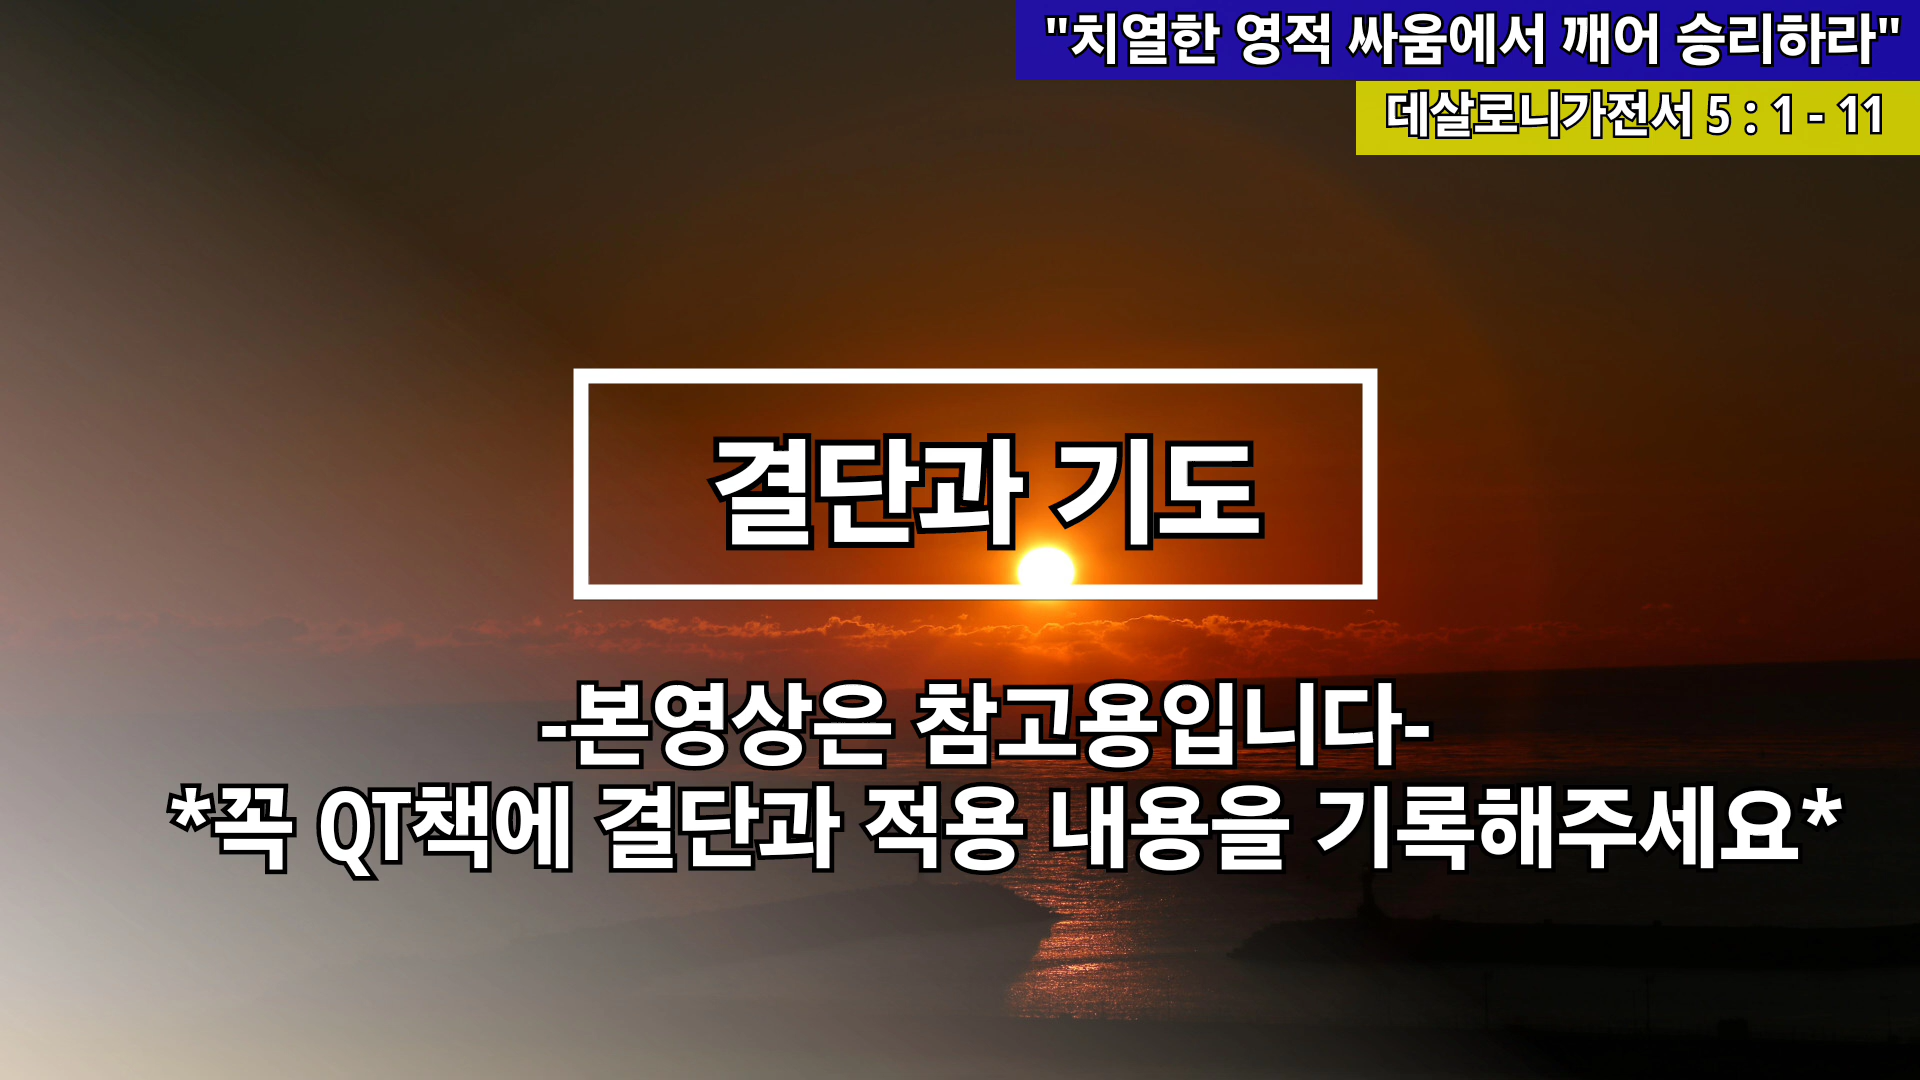 "치열한 영적 싸움에서 깨어 승리하라"
데살로니가전서 5 : 1 - 11
결단과 기도
-본영상은 참고용입니다-
*꼭 QT책에 결단과 적용 내용을 기록해주세요*